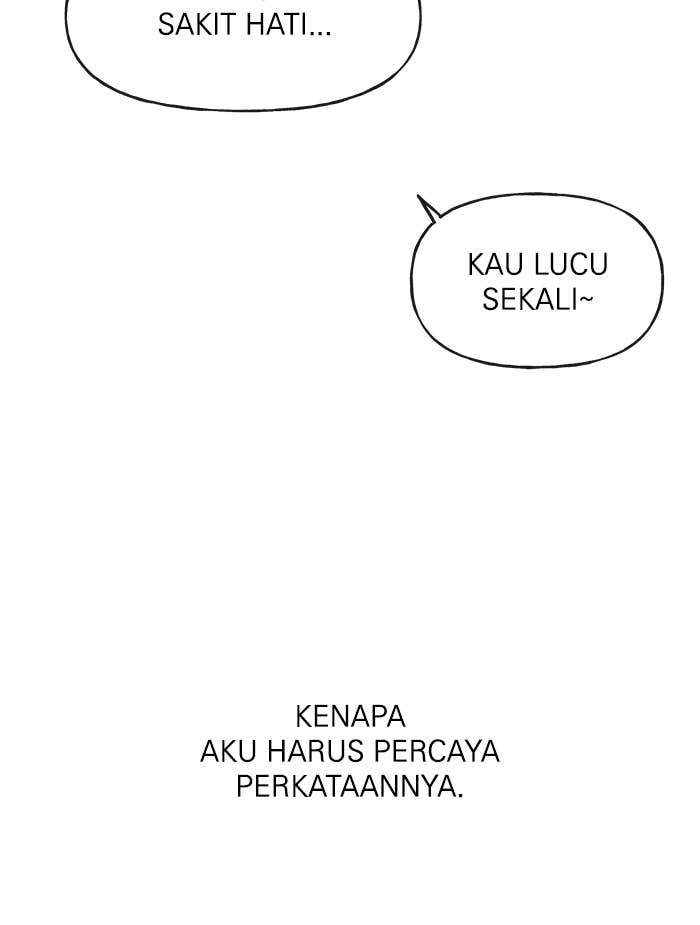 SAKIT HATI...
KAU LUCU
SEKALI~
KENAPA
AKU HARUS PERCAYA
PERKATAANNYA.